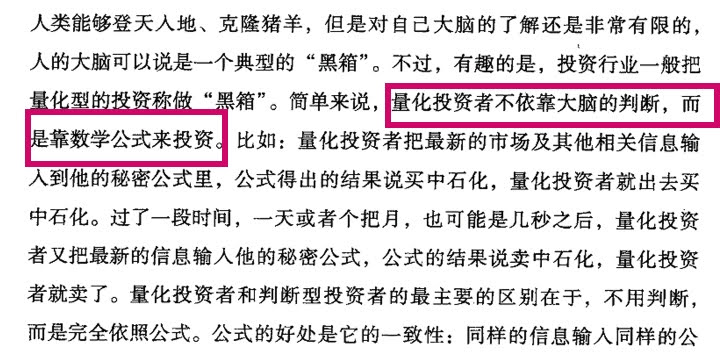 人类能够登天入地、克隆猪羊，但是对自己大脑的了解还是非常有限的，
人的大脑可以说是一个典型的“黑箱”。不过，有趣的是，投资行业一般把
量化型的投资称做“黑箱”。简单来说，量化投资者不依靠大脑的判断，而
是靠数学公式来投资。比如：量化投资者把最新的市场及其他相关信息输
入到他的秘密公式里，公式得出的结果说买中石化，量化投资者就出去买
中石化。过了一段时间，一天或者个把月，也可能是几秒之后，量化投资
者又把最新的信息输入他的秘密公式，公式的结果说卖中石化，量化投资
者就卖了。量化投资者和判断型投资者的最主要的区别在于，不用判断，
而是完全依照公式。公式的好处是它的一致性：同样的信息输入同样的公